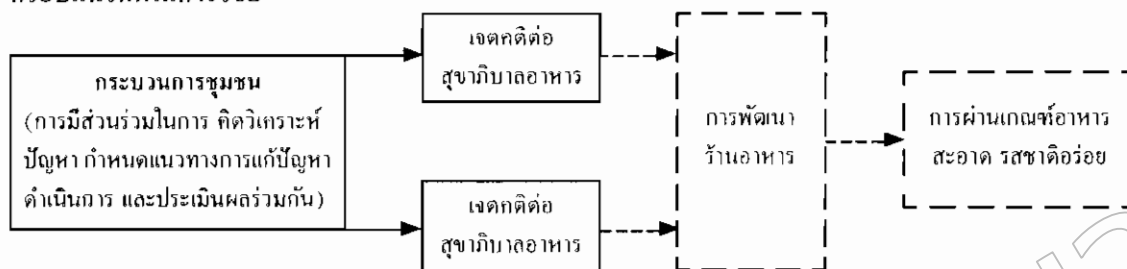 กระบวนการชุมชน
(การมีส่วนร่วมในการ คิดวิเคราะห์
ปัญหา กำหนดแนวทางการแก้ปัญหา
ดำเนินการ และประเมินผลร่วมกัน)
เจตคติต่อ
สุขาภิบาลอาหาร
เจตคติต่อ
สุขาภิบาลอาหาร
การพัฒนา
ร้านอาหาร
การผ่านเกณฑ์อาหาร
สะอาด รสชาติอร่อย